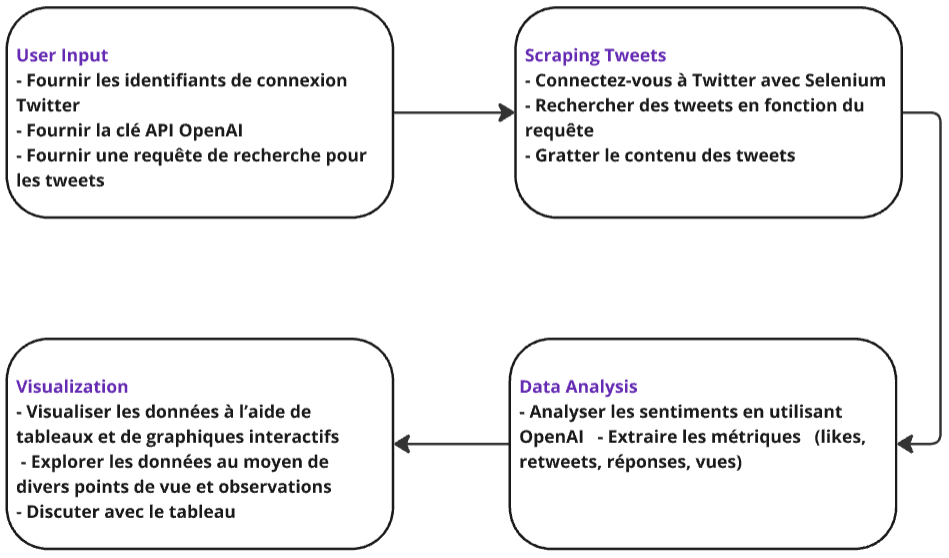 User Input
- Fournir les identifiants de connexion
Twitter
- Fournir la clé API OpenAI
- Fournir une requête de recherche pour
les tweets
Scraping Tweets
- Connectez-vous à Twitter avec Selenium
- Rechercher des tweets en fonction du
requête
- Gratter le contenu des tweets
Data Analysis
- Analyser les sentiments en utilisant
OpenAI - Extraire les métriques (likes,
retweets, réponses, vues)
Visualization
- Visualiser les données à l’aide de
tableaux et de graphiques interactifs
- Explorer les données au moyen de
divers points de vue et observations
- Discuter avec le tableau